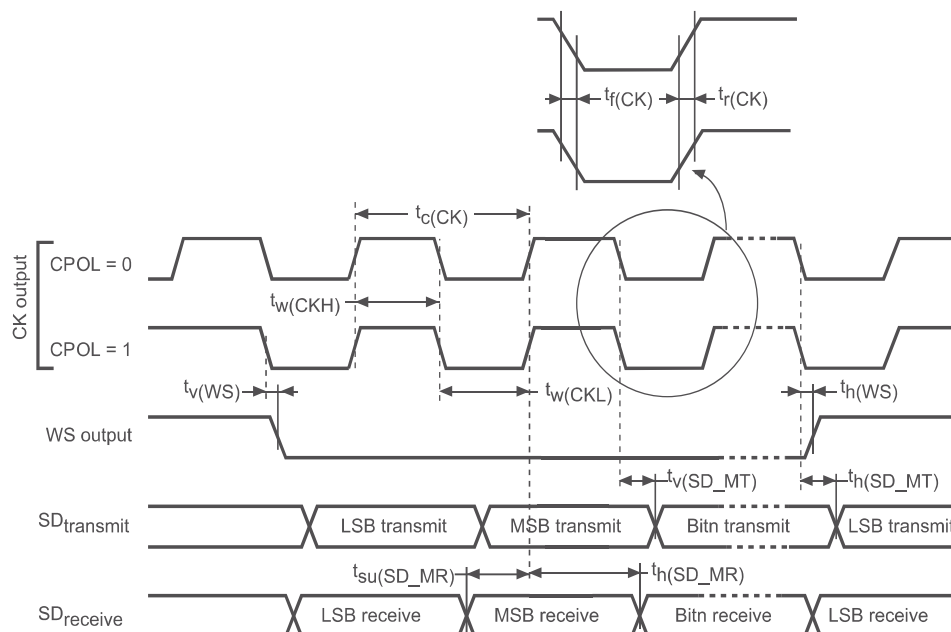 tf(CK) tr(CK)
tc(CK)
CK output
CPOL = 0
tw(CKH)
CPOL = 1
tv(WS) tw(CKL) th(WS)
WS output
tv(SD_MT) th(SD_MT)
SDtransmit LSB transmit MSB transmit Bitn transmit LSB transmit
tsu(SD_MR) th(SD_MR)
SDreceive LSB receive MSB receive Bitn receive LSB receive